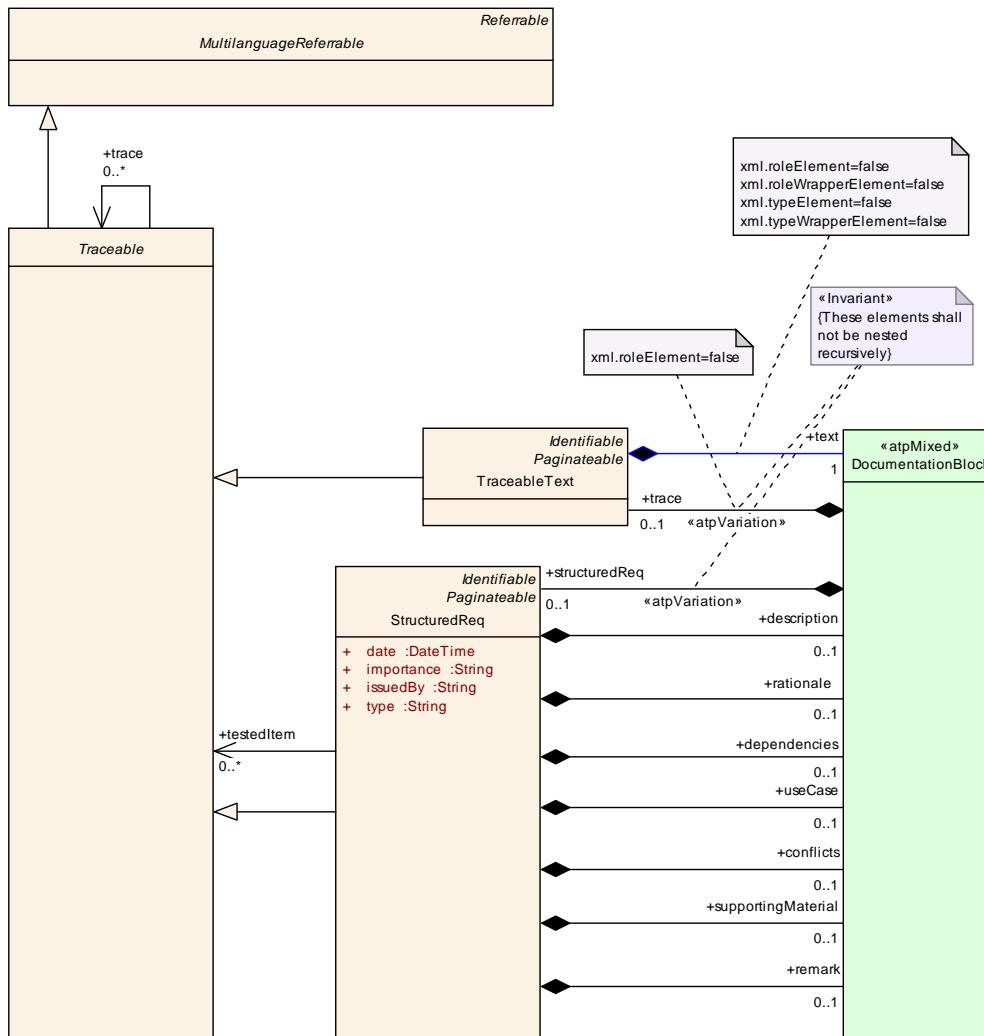 Referrable
MultilanguageReferrable
+trace
0..*
Traceable
xml.roleElement=false
xml.roleWrapperElement=false
xml.typeElement=false
xml.typeWrapperElement=false
«Invariant»
{These elements shall
not be nested
recursively}
xml.roleElement=false
Identifiable
Paginateable
TraceableText
+text
1
«atpMixed»
DocumentationBlock
+trace
0..1
«atpVariation»
Identifiable
Paginateable
StructuredReq
+structuredReq
0..1
«atpVariation»
+ date :DateTime
+ importance :String
+ issuedBy :String
+ type :String
+description
0..1
+rationale
0..1
+testedItem
0..*
+dependencies
0..1
+useCase
0..1
+conflicts
0..1
+supportingMaterial
0..1
+remark
0..1